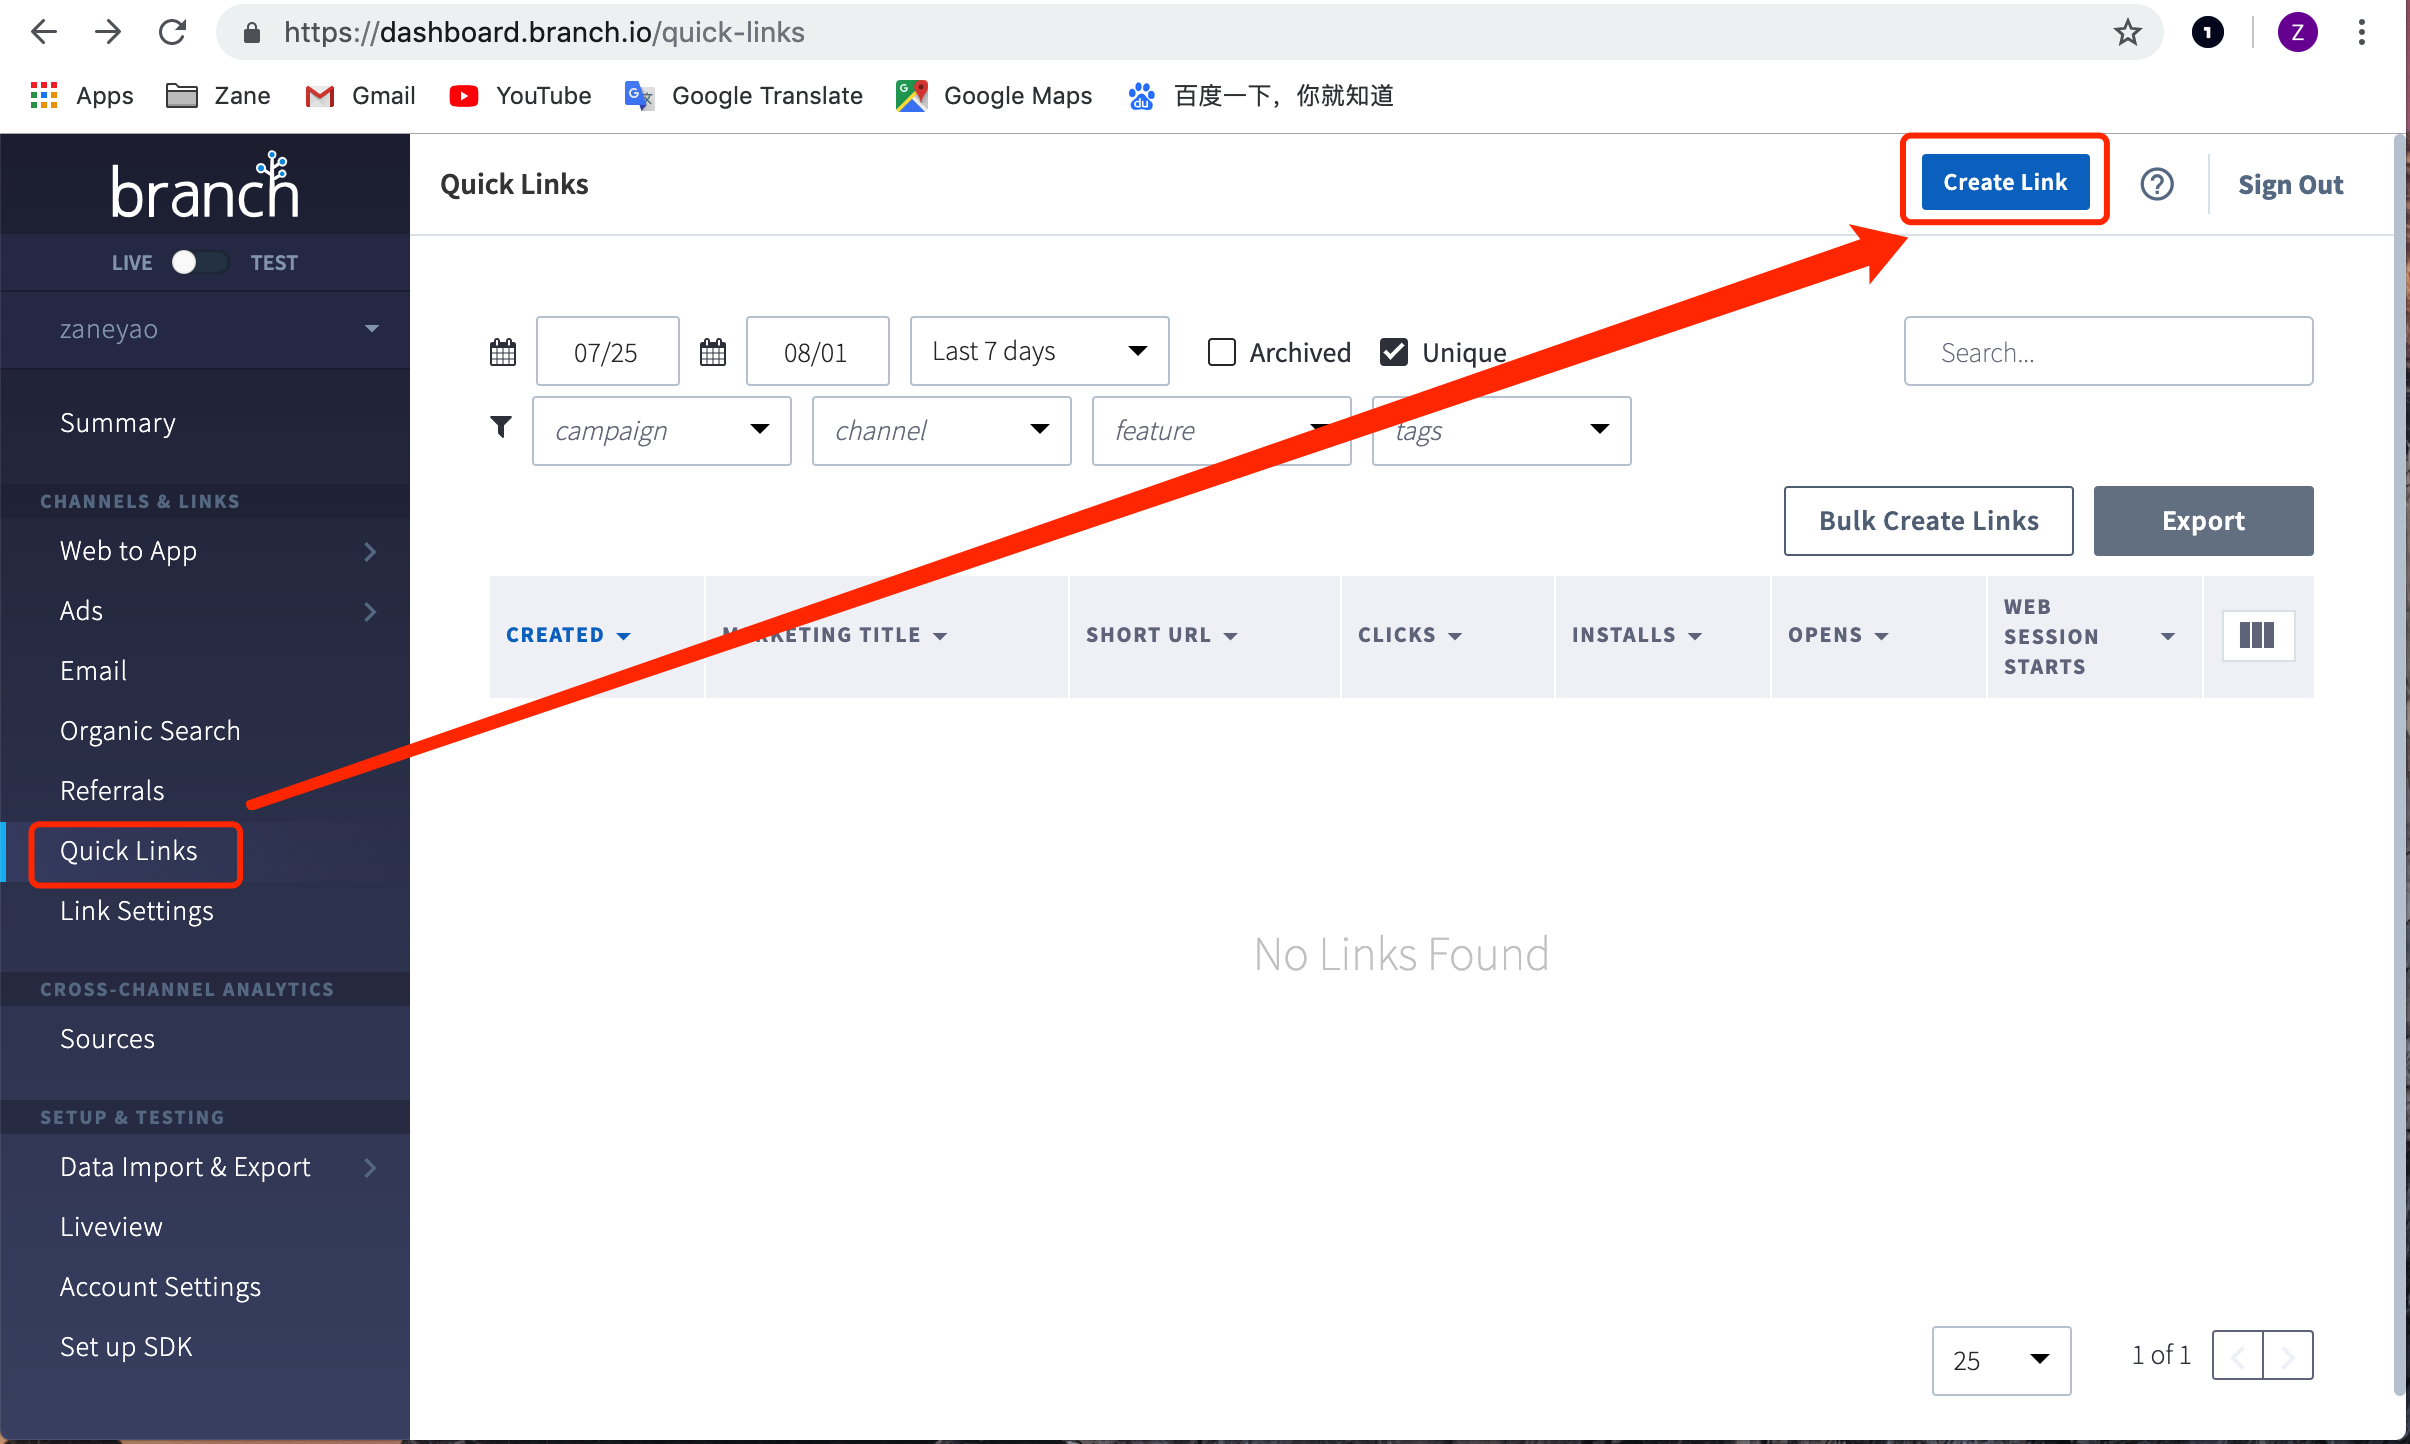 https://dashboard.branch.io/quick-links
1
Z
Apps
Zane
Gmail
YouTube
Google Translate
Google Maps
百度一下，你就知道
branch
LIVE
TEST
zaneyao
Summary
CHANNELS & LINKS
Web to App
Ads
Email
Organic Search
Referrals
Quick Links
Link Settings
CROSS-CHANNEL ANALYTICS
Sources
SETUP & TESTING
Data Import & Export
Liveview
Account Settings
Set up SDK
Quick Links
Create Link
?
Sign Out
07/25
08/01
Last 7 days
Archived
Unique
Search...
campaign
channel
feature
tags
Bulk Create Links
Export
CREATED
MARKETING TITLE
SHORT URL
CLICKS
INSTALLS
OPENS
WEB
SESSION
STARTS
No Links Found
25
1 of 1